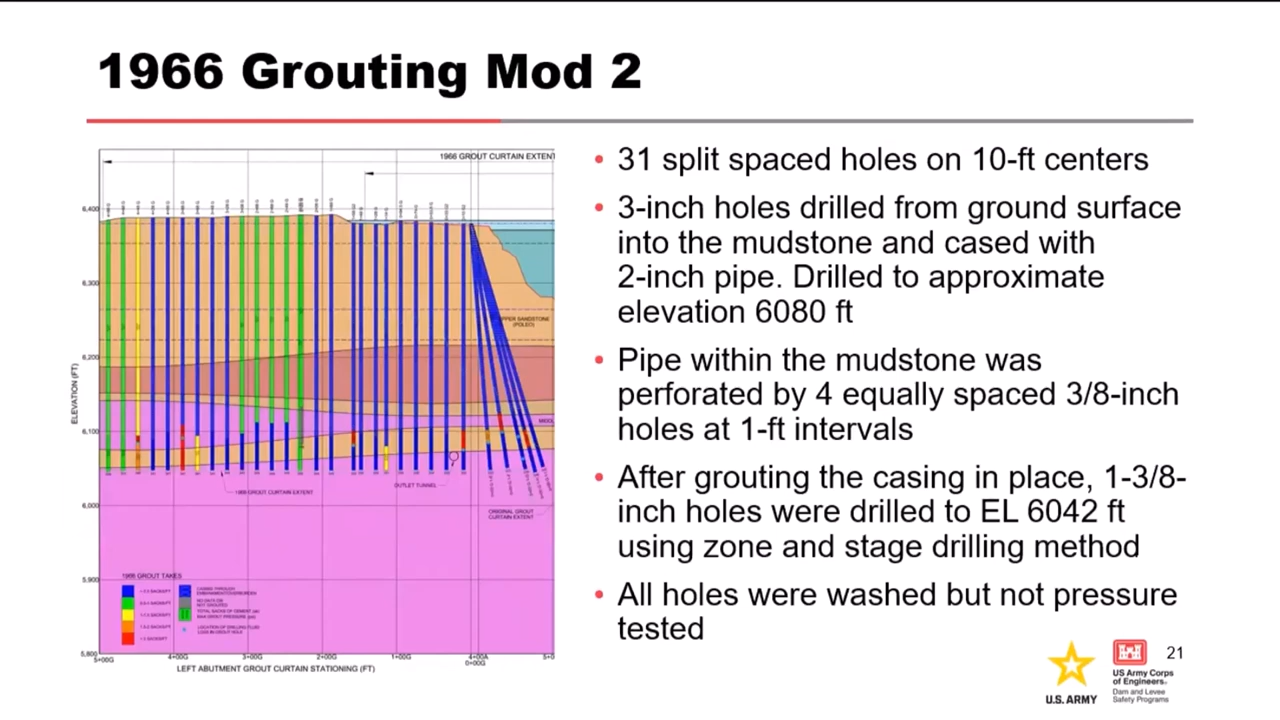 1966 Grouting Mod 2
1966 GROUT CURTAIN EXTENT
6,400
6,300
6,200
6,100
6,000
5,900
5,800
ELEVATION (FT)
UPPER SANDSTONE
(POLEO)
OUTLET TUNNEL
1966 GROUT CURTAIN EXTENT
ORIGINAL GROUT
CURTAIN EXTENT
1966 GROUT TAKES
5+00G
4+00G
3+00G
2+00G
1+00G
4+00A
0+00G
LEFT ABUTMENT GROUT CURTAIN STATIONING (FT)
• 31 split spaced holes on 10-ft centers
• 3-inch holes drilled from ground surface
into the mudstone and cased with
2-inch pipe. Drilled to approximate
elevation 6080 ft
• Pipe within the mudstone was
perforated by 4 equally spaced 3/8-inch
holes at 1-ft intervals
• After grouting the casing in place, 1-3/8-
inch holes were drilled to EL 6042 ft
using zone and stage drilling method
• All holes were washed but not pressure
tested
U.S. ARMY
US Army Corps
of Engineers®
Dam and Levee
Safety Programs
21